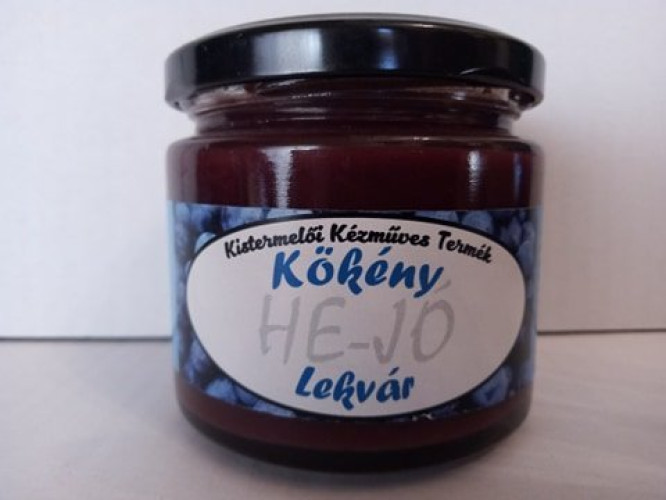 Kistermelői Kézműves Termék
Kökény
HE-JÓ
Lekvár